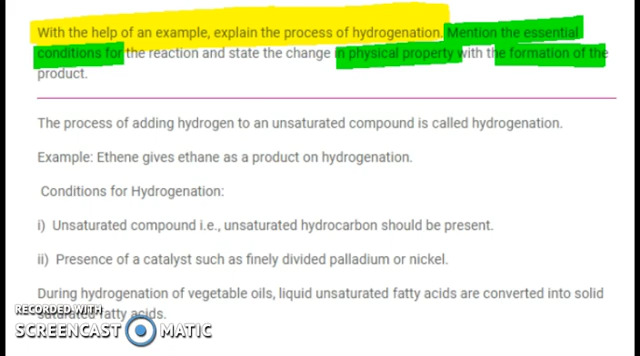 With the help of an example, explain the process of hydrogenation. Mention the essential
conditions for the reaction and state the change in physical property with the formation of the
product.
The process of adding hydrogen to an unsaturated compound is called hydrogenation.
Example: Ethene gives ethane as a product on hydrogenation.
Conditions for Hydrogenation:
i) Unsaturated compound i.e., unsaturated hydrocarbon should be present.
ii) Presence of a catalyst such as finely divided palladium or nickel.
During hydrogenation of vegetable oils, liquid unsaturated fatty acids are converted into solid
saturated fatty acids.
RECORDED WITH
SCREENCAST MATIC